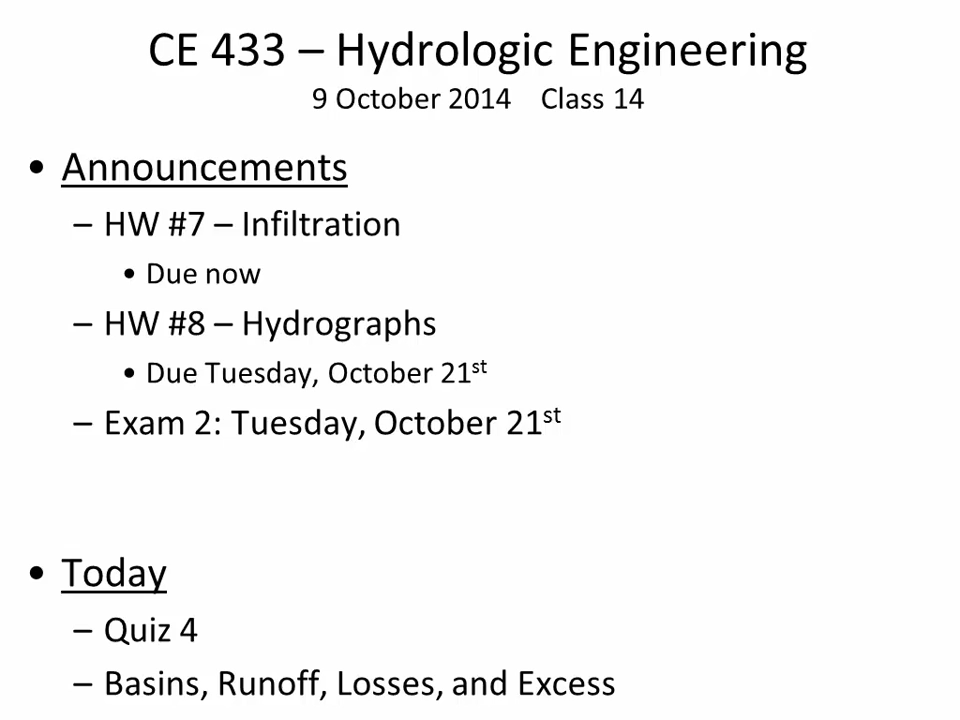 CE 433 – Hydrologic Engineering
9 October 2014 Class 14
• Announcements
– HW #7 – Infiltration
• Due now
– HW #8 – Hydrographs
• Due Tuesday, October 21st
– Exam 2: Tuesday, October 21st
• Today
– Quiz 4
– Basins, Runoff, Losses, and Excess